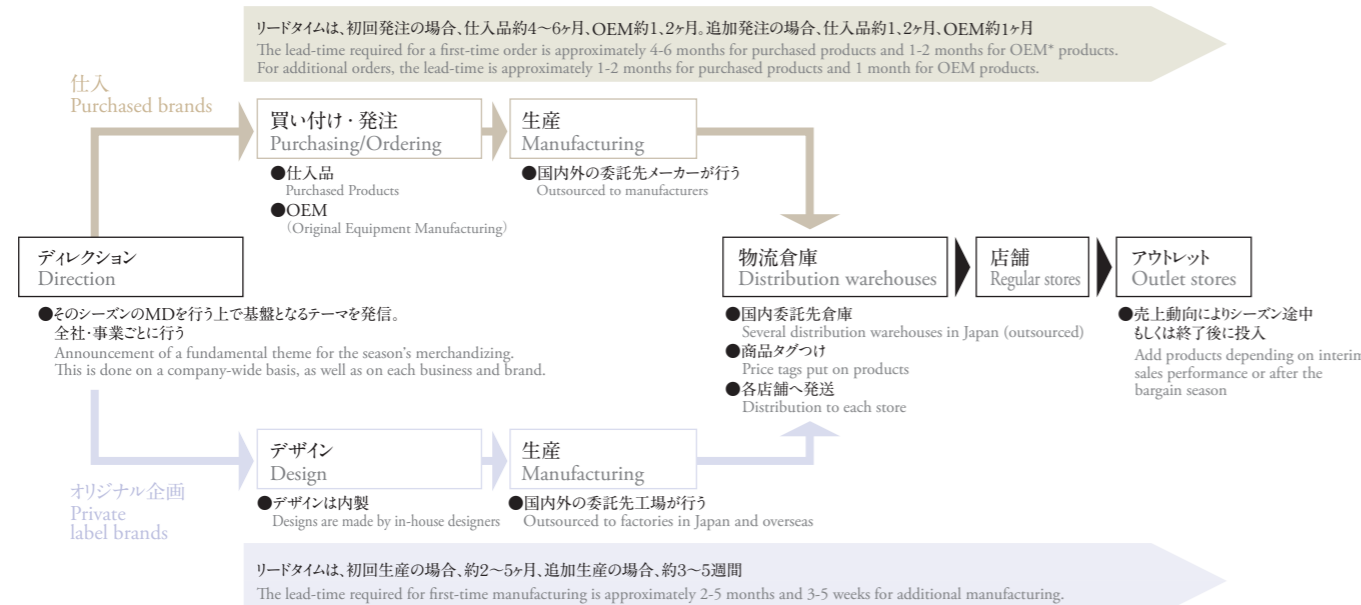 リードタイムは、初回発注の場合、仕入品約4〜6ヶ月、OEM約1、2ヶ月。追加発注の場合、仕入品約1、2ヶ月、OEM約1ヶ月
The lead-time required for a first-time order is approximately 4-6 months for purchased products and 1-2 months for OEM* products.
For additional orders, the lead-time is approximately 1-2 months for purchased products and 1 month for OEM products.
仕入
Purchased brands
買い付け・発注
Purchasing/Ordering
●仕入品
Purchased Products
●OEM
(Original Equipment Manufacturing)
生産
Manufacturing
●国内外の委託先メーカーが行う
Outsourced to manufacturers
ディレクション
Direction
●そのシーズンのMDを行う上で基盤となるテーマを発信。
全社・事業ごとに行う
Announcement of a fundamental theme for the season's merchandizing.
This is done on a company-wide basis, as well as on each business and brand.
物流倉庫
Distribution warehouses
●国内委託先倉庫
Several distribution warehouses in Japan (outsourced)
●商品タグつけ
Price tags put on products
●各店舗へ発送
Distribution to each store
店舗
Regular stores
アウトレット
Outlet stores
●売上動向によりシーズン途中
もしくは終了後に投入
Add products depending on interim
sales performance or after the
bargain season
オリジナル企画
Private
label brands
デザイン
Design
●デザインは内製
Designs are made by in-house designers
生産
Manufacturing
●国内外の委託先工場が行う
Outsourced to factories in Japan and overseas
リードタイムは、初回生産の場合、約2〜5ヶ月、追加生産の場合、約3〜5週間
The lead-time required for first-time manufacturing is approximately 2-5 months and 3-5 weeks for additional manufacturing.